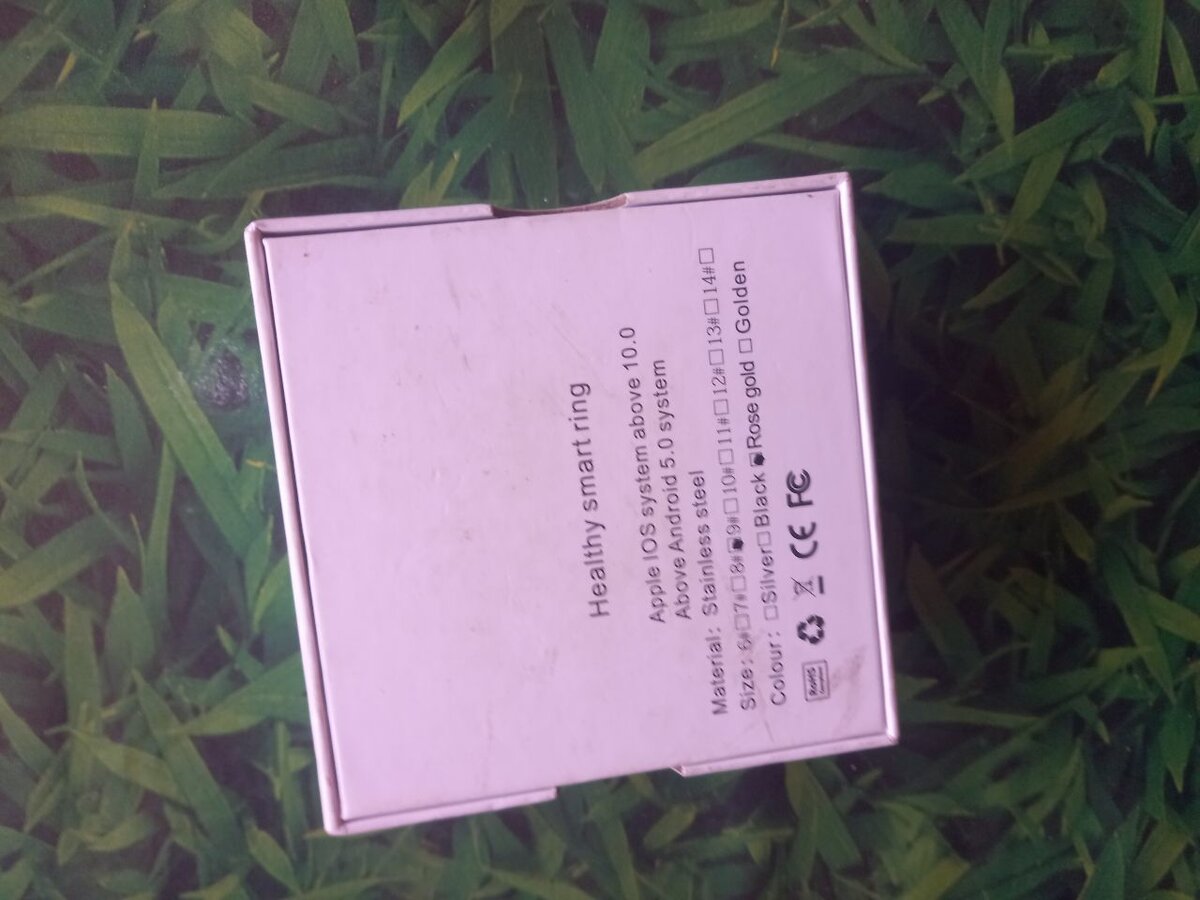 Healthy smart ring
Apple IOS system above 10.0
Above Android 5.0 system
Material: Stainless steel
Size: 6#□7#□8#■9#□10#□11#□12#□13#□14#□
Colour: □Silver□Black■Rose gold□Golden
RoHS CE FC